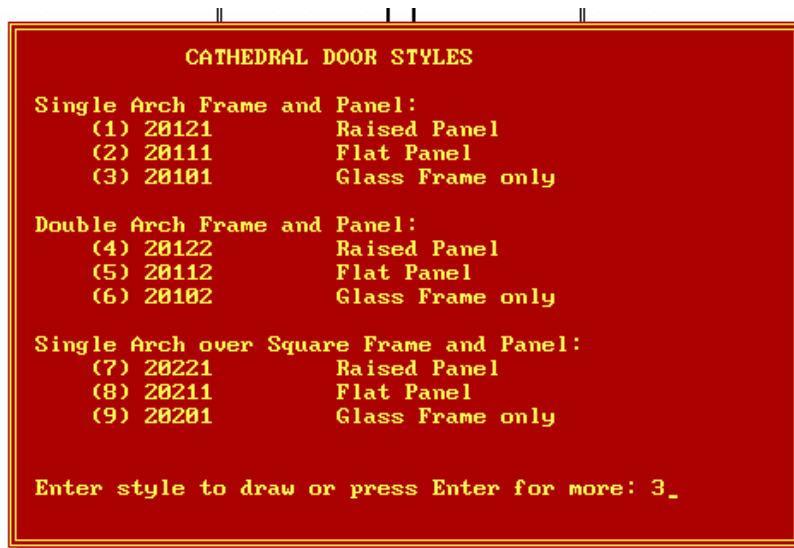 CATHEDRAL DOOR STYLES
Single Arch Frame and Panel:
(1) 20121 Raised Panel
(2) 20111 Flat Panel
(3) 20101 Glass Frame only
Double Arch Frame and Panel:
(4) 20122 Raised Panel
(5) 20112 Flat Panel
(6) 20102 Glass Frame only
Single Arch over Square Frame and Panel:
(7) 20221 Raised Panel
(8) 20211 Flat Panel
(9) 20201 Glass Frame only
Enter style to draw or press Enter for more: 3_